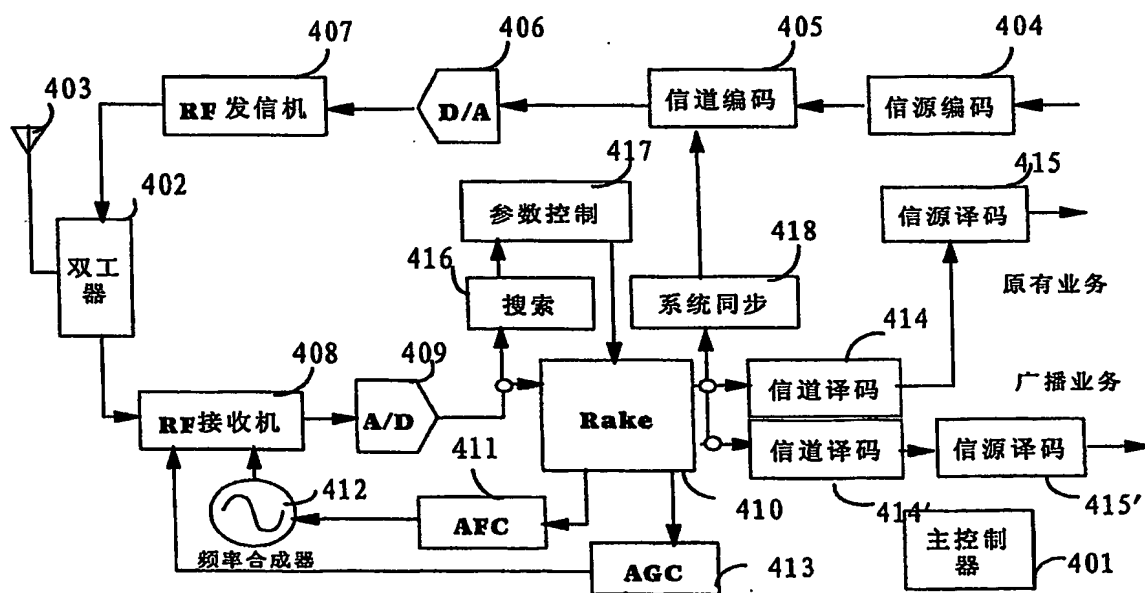 407
406
405
404
403
RF 发信机
D/A
信道编码
信源编码
402
417
415
参数控制
信源译码
双工器
416
418
搜索
系统同步
原有业务
408
409
414
广播业务
RF接收机
A/D
Rake
信道译码
信道译码
信源译码
411
412
410
414'
415'
AFC
频率合成器
主控制器
401
AGC
413